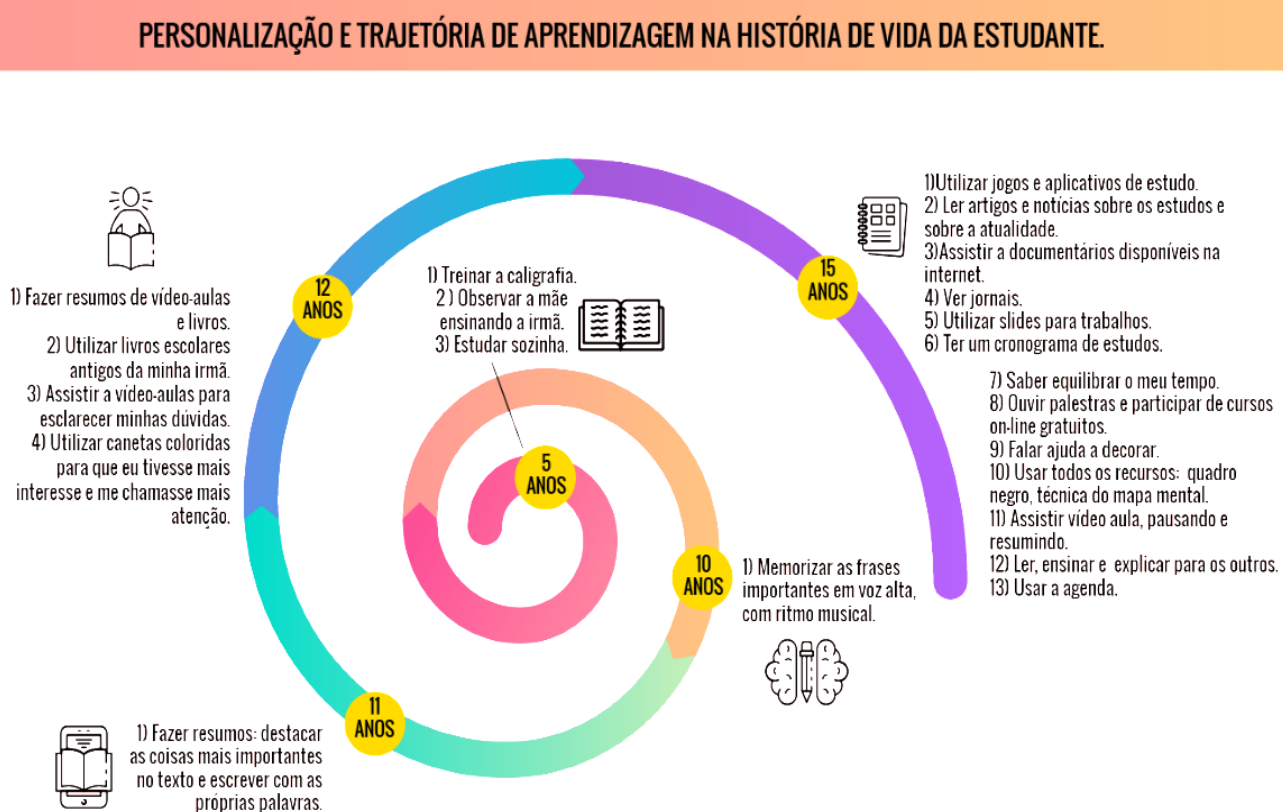 PERSONALIZAÇÃO E TRAJETÓRIA DE APRENDIZAGEM NA HISTÓRIA DE VIDA DA ESTUDANTE.
5
ANOS
1) Treinar a caligrafia.
2 ) Observar a mãe
ensinando a irmã.
3) Estudar sozinha.
10
ANOS
1) Memorizar as frases
importantes em voz alta,
com ritmo musical.
11
ANOS
1) Fazer resumos: destacar
as coisas mais importantes
no texto e escrever com as
próprias palavras.
12
ANOS
1) Fazer resumos de vídeo-aulas
e livros.
2) Utilizar livros escolares
antigos da minha irmã.
3) Assistir a vídeo-aulas para
esclarecer minhas dúvidas.
4) Utilizar canetas coloridas
para que eu tivesse mais
interesse e me chamasse mais
atenção.
15
ANOS
1)Utilizar jogos e aplicativos de estudo.
2) Ler artigos e notícias sobre os estudos e
sobre a atualidade.
3)Assistir a documentários disponíveis na
internet.
4) Ver jornais.
5) Utilizar slides para trabalhos.
6) Ter um cronograma de estudos.
7) Saber equilibrar o meu tempo.
8) Ouvir palestras e participar de cursos
on-line gratuitos.
9) Falar ajuda a decorar.
10) Usar todos os recursos: quadro
negro, técnica do mapa mental.
11) Assistir vídeo aula, pausando e
resumindo.
12) Ler, ensinar e explicar para os outros.
13) Usar a agenda.